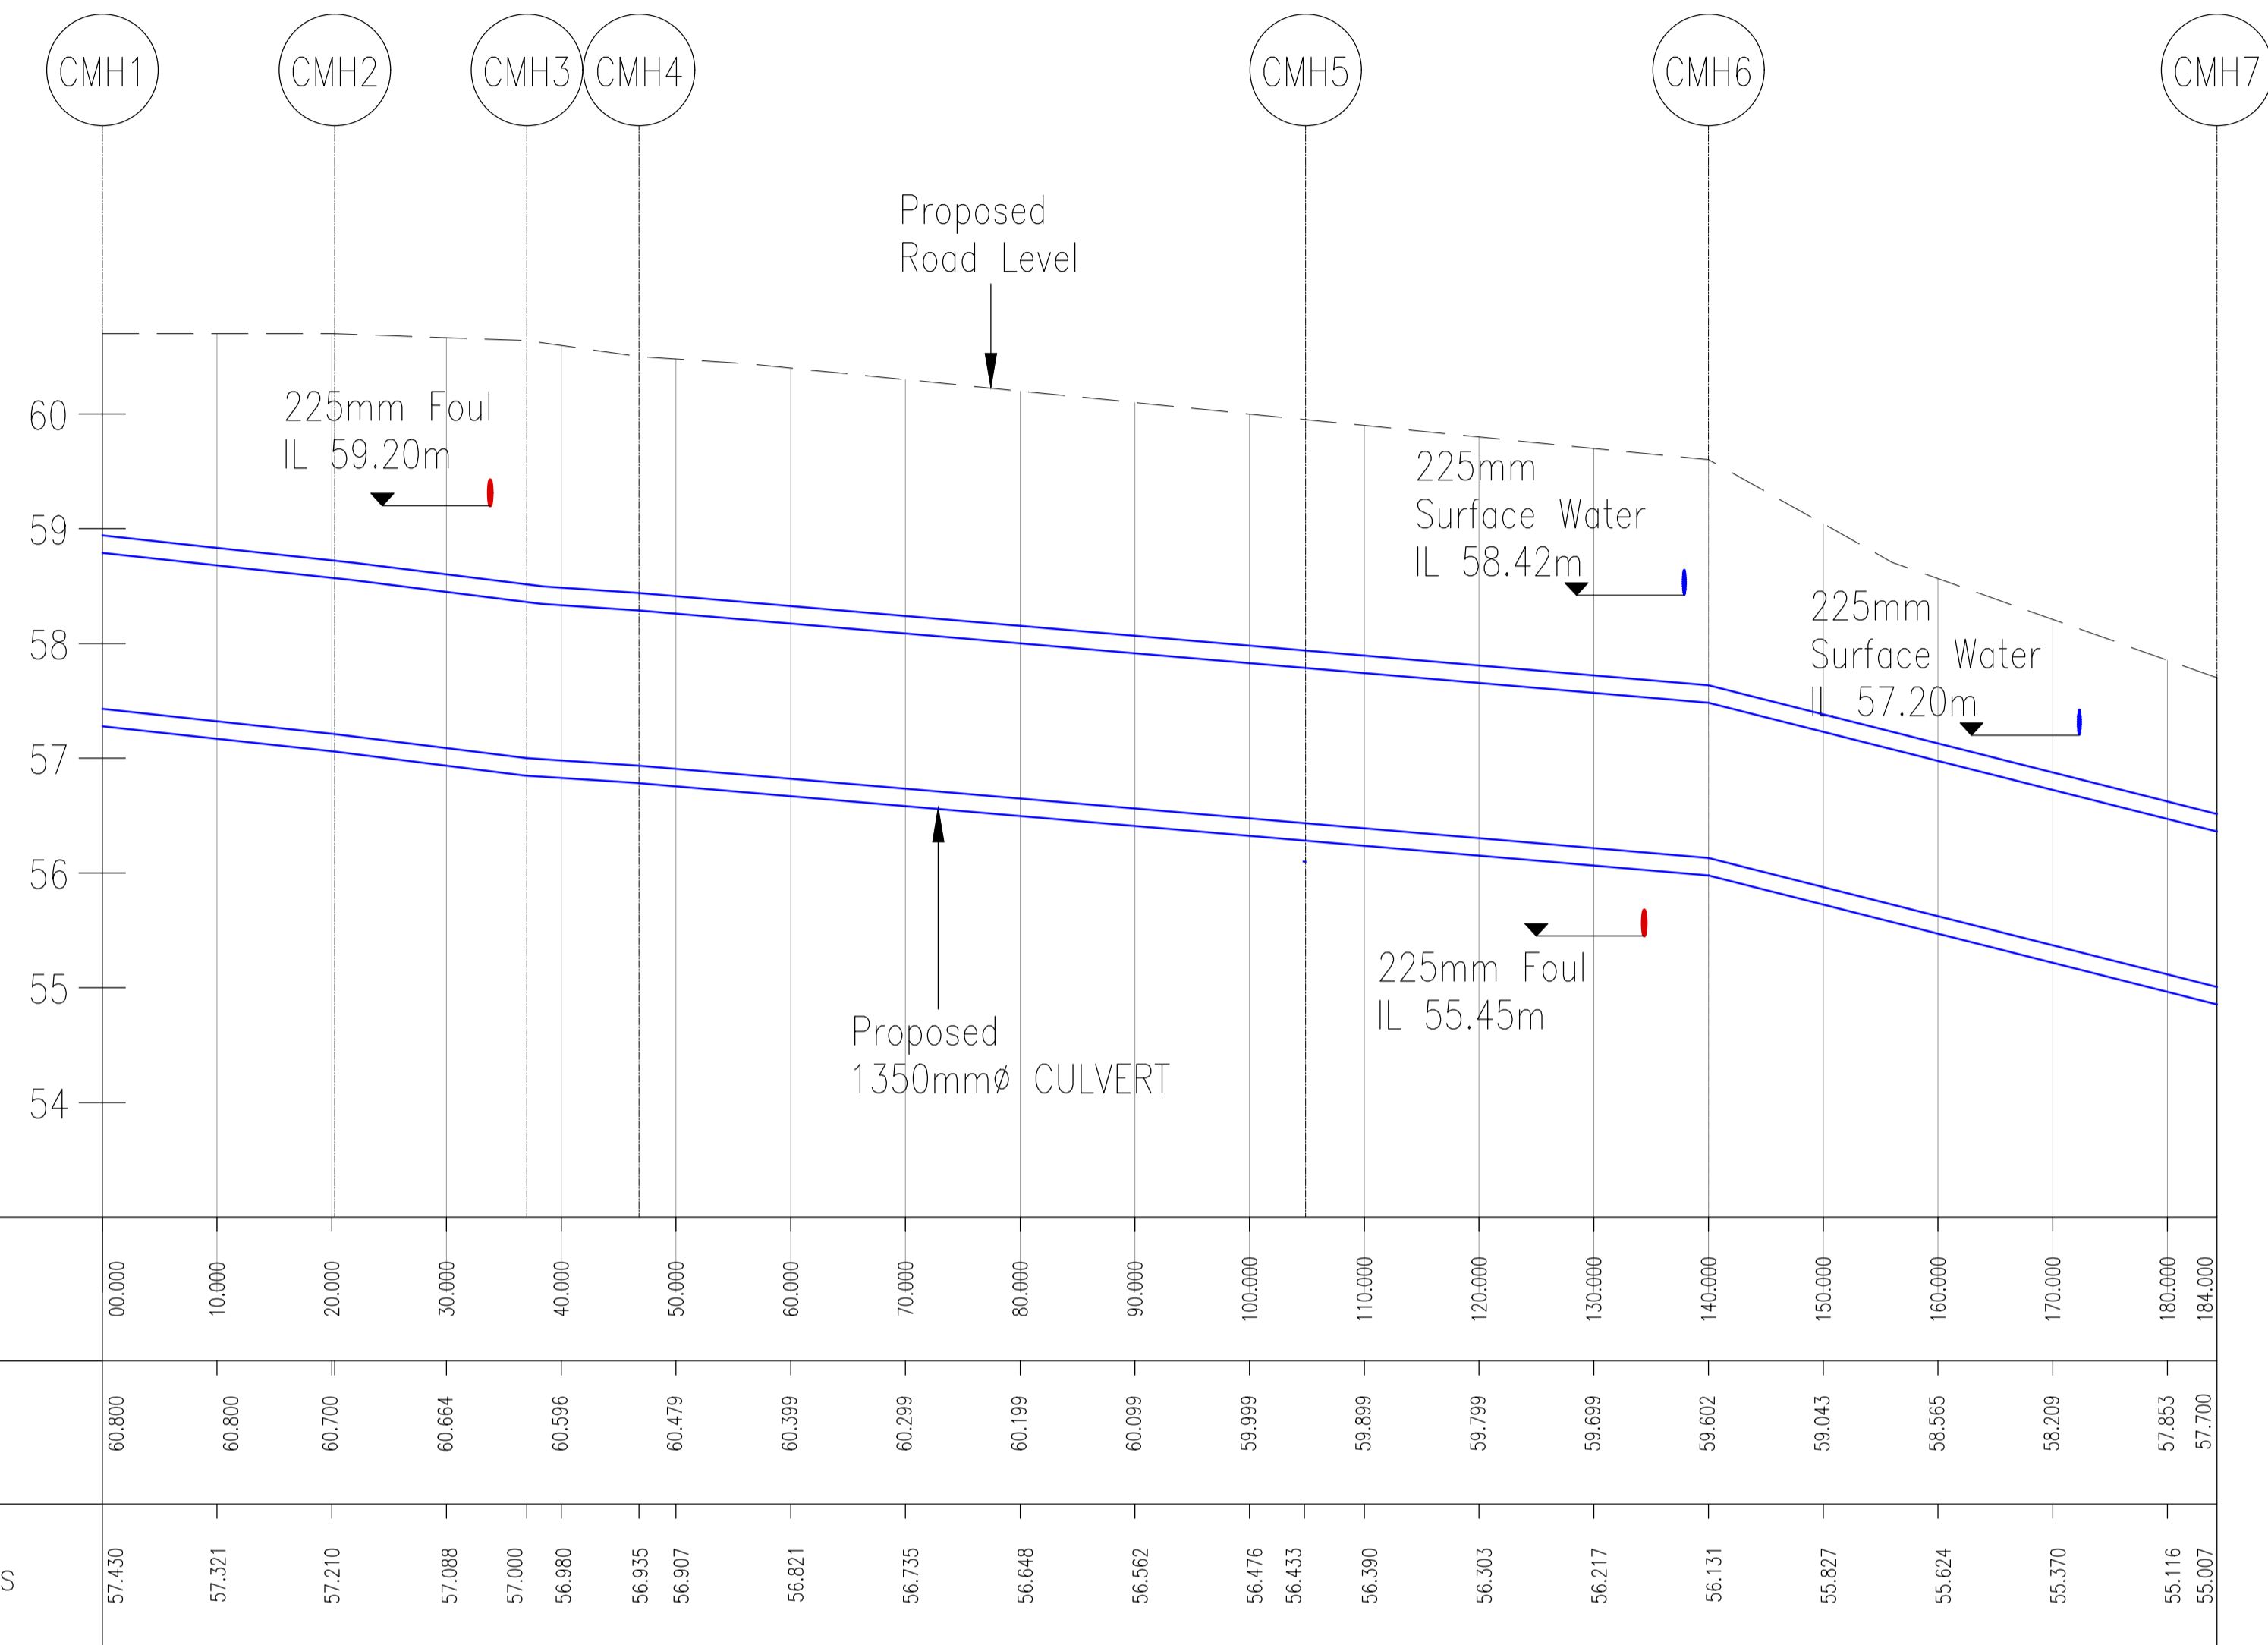 CMH1
CMH2
CMH3
CMH4
CMH5
CMH6
CMH7
Proposed
Road Level
60
59
58
57
56
55
54
225mm Foul
IL 59.20m
225mm
Surface Water
IL 58.42m
225mm
Surface Water
IL 57.20m
225mm Foul
IL 55.45m
Proposed
1350mmØ CULVERT
00.000 10.000 20.000 30.000 40.000 50.000 60.000 70.000 80.000 90.000 100.000 110.000 120.000 130.000 140.000 150.000 160.000 170.000 180.000 184.000
60.800 60.800 60.700 60.664 60.596 60.479 60.399 60.299 60.199 60.099 59.999 59.899 59.799 59.699 59.602 59.043 58.565 58.209 57.853 57.700
S
57.430 57.321 57.210 57.088 57.000 56.980 56.935 56.907 56.821 56.735 56.648 56.562 56.476 56.433 56.390 56.303 56.217 56.131 55.827 55.624 55.370 55.116 55.007